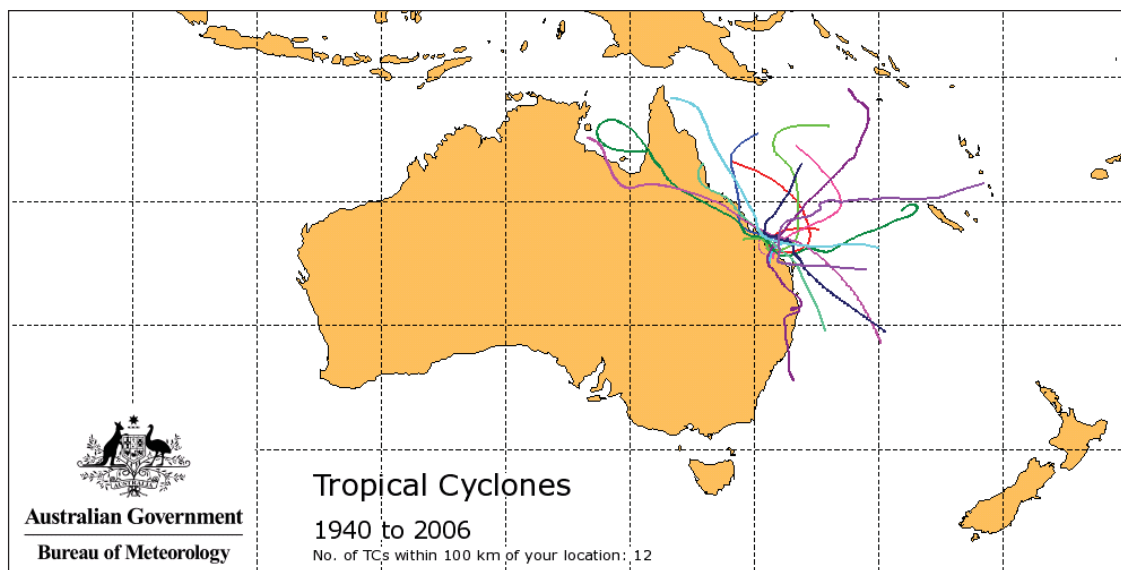 Tropical Cyclones
1940 to 2006
No. of TCs within 100 km of your location: 12
AUSTRALIA
Australian Government
Bureau of Meteorology